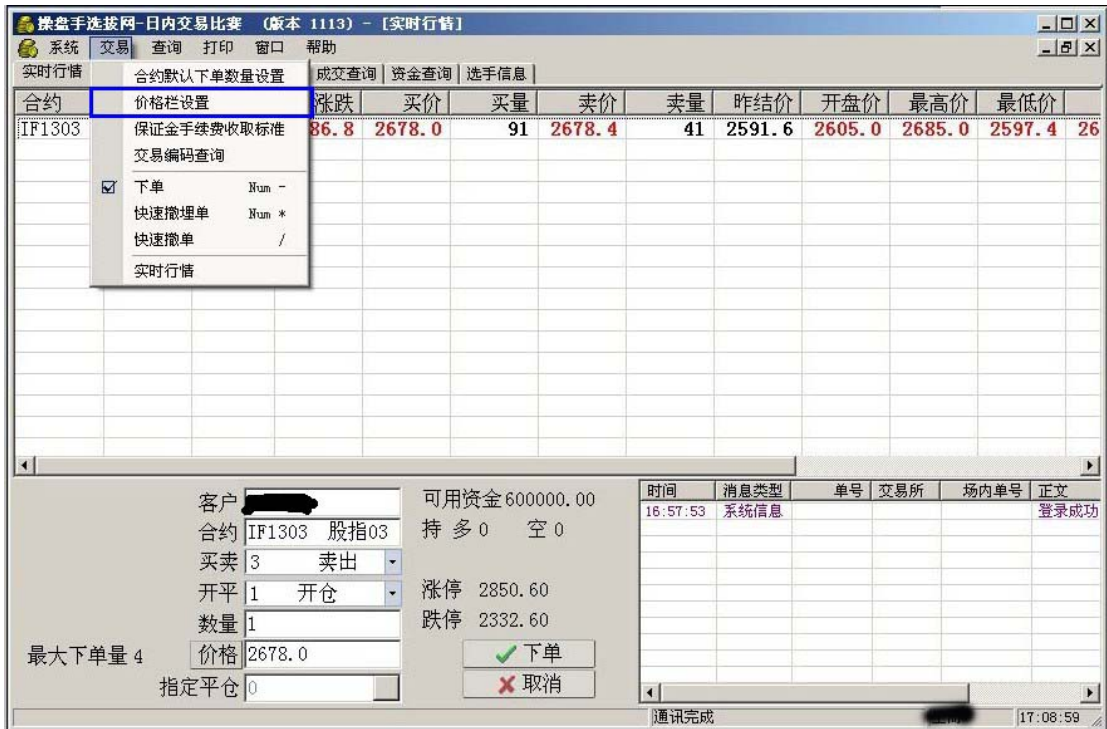 操盘手选拔网-日内交易比赛 (版本 1113) - [实时行情]
系统 交易 查询 打印 窗口 帮助
实时行情 成交查询 资金查询 选手信息
合约默认下单数量设置
价格栏设置
保证金手续费收取标准
交易编码查询
下单 Num -
快速撤埋单 Num *
快速撤单 /
实时行情
合约 涨跌 买价 买量 卖价 卖量 昨结价 开盘价 最高价 最低价
IF1303 86.8 2678.0 91 2678.4 41 2591.6 2605.0 2685.0 2597.4 26
客户
合约 IF1303 股指03
买卖 3 卖出
开平 1 开仓
数量 1
最大下单量 4 价格 2678.0
指定平仓 0
可用资金 600000.00
持 多 0 空 0
涨停 2850.60
跌停 2332.60
下单
取消
时间 消息类型 单号 交易所 场内单号 正文
16:57:53 系统信息 登录成功
通讯完成 17:08:59